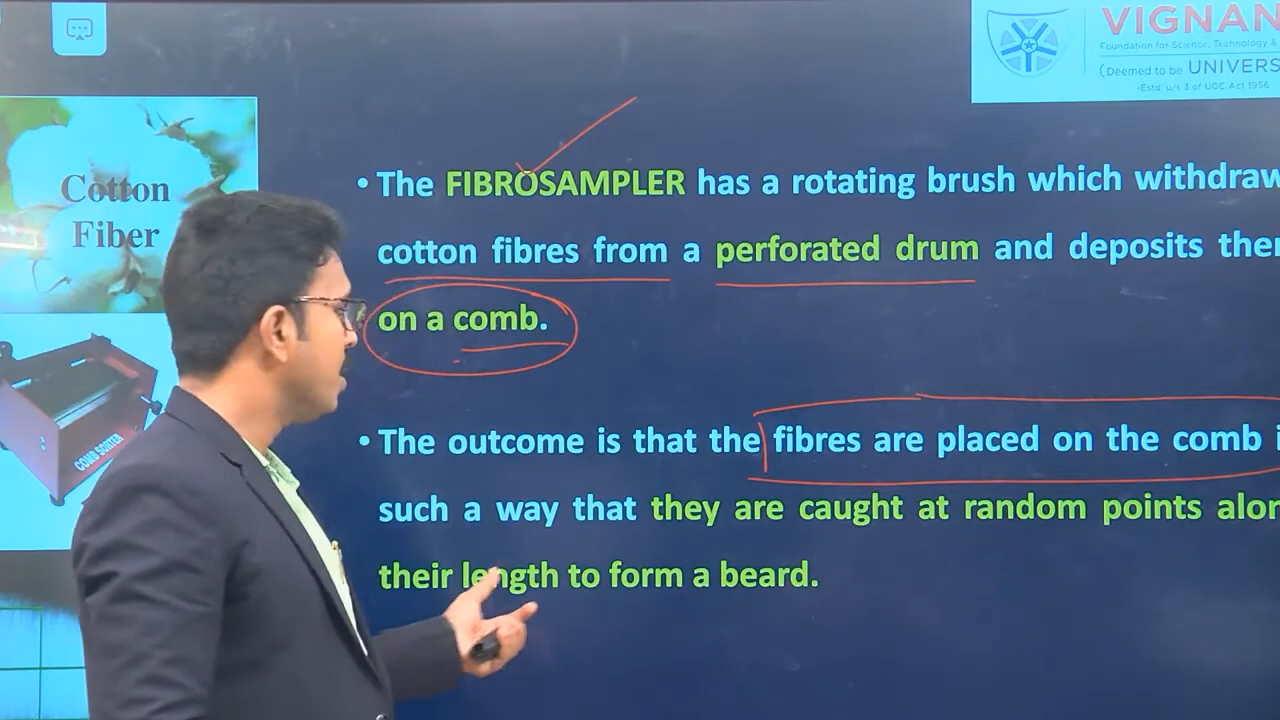 VIGNAN
Foundation for Science, Technology &
(Deemed to be UNIVERS
-Estd. u/s 3 of UGC Act 1956
Cotton
Fiber
COMB SORTER
• The FIBROSAMPLER has a rotating brush which withdraw
cotton fibres from a perforated drum and deposits the
on a comb.
• The outcome is that the fibres are placed on the comb i
such a way that they are caught at random points alon
their length to form a beard.